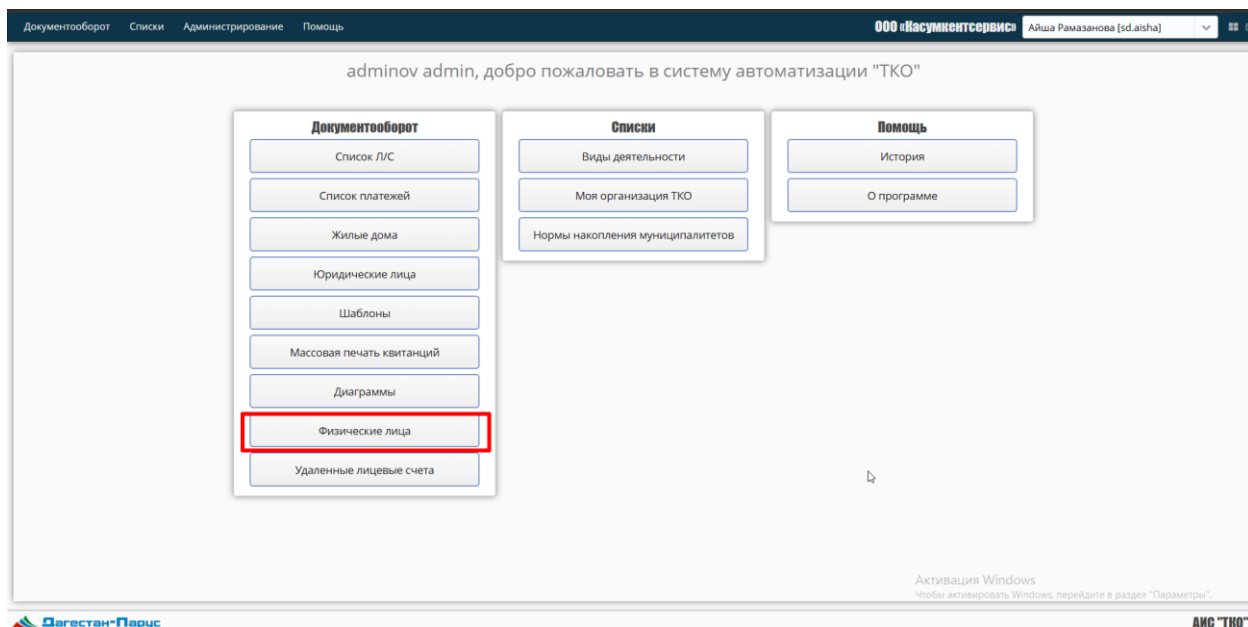 Документооборот Списки Администрирование Помощь ООО «Касумкентсервис» Айша Рамазанова [sd.aisha]
adminov admin, добро пожаловать в систему автоматизации "ТКО"
Документооборот
Список Л/С
Список платежей
Жилые дома
Юридические лица
Шаблоны
Массовая печать квитанций
Диаграммы
Физические лица
Удаленные лицевые счета
Списки
Виды деятельности
Моя организация ТКО
Нормы накопления муниципалитетов
Помощь
История
О программе
Активация Windows
Чтобы активировать Windows, перейдите в раздел "Параметры".
Дагестан-Парус
АИС "ТКО"